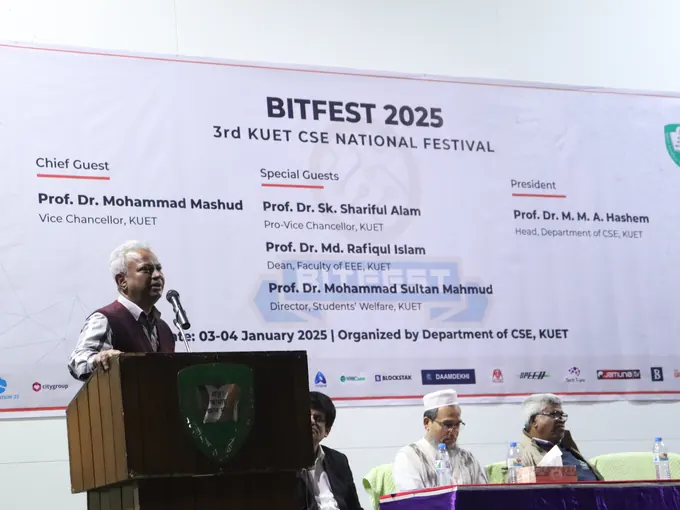 BITFEST 2025
3rd KUET CSE NATIONAL FESTIVAL
Chief Guest
Prof. Dr. Mohammad Mashud
Vice Chancellor, KUET
Special Guests
Prof. Dr. Sk. Shariful Alam
Pro-Vice Chancellor, KUET
Prof. Dr. Md. Rafiqul Islam
Dean, Faculty of EEE, KUET
Prof. Dr. Mohammad Sultan Mahmud
Director, Students' Welfare, KUET
President
Prof. Dr. M. M. A. Hashem
Head, Department of CSE, KUET
BITFEST
te: 03-04 January 2025 | Organized by Department of CSE, KUET
citygroup
BLOCKSTAR
DAAMDEKHI
Jamuna
B